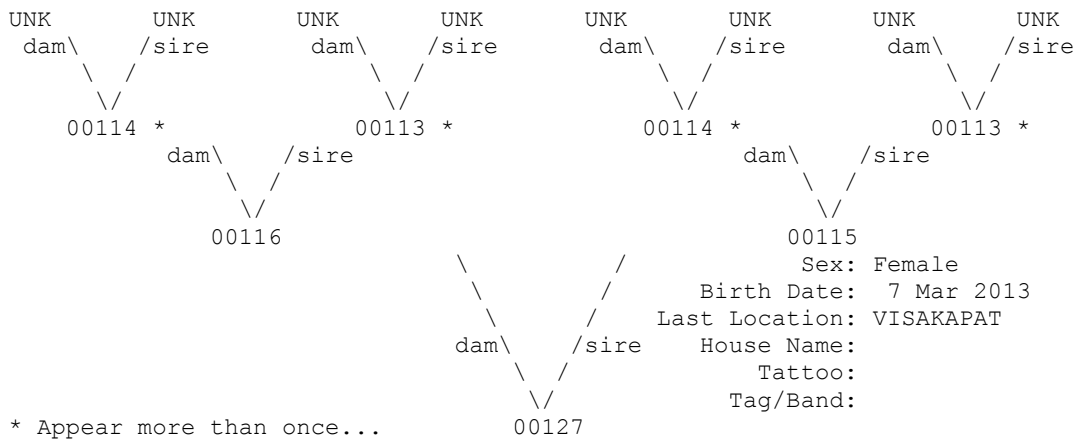 UNK UNK UNK UNK UNK UNK UNK UNK
dam\ /sire dam\ /sire dam\ /sire dam\ /sire
\ / \ / \ / \ /
\/ \/ \/ \/
00114 * 00113 * 00114 * 00113 *
dam\ /sire dam\ /sire
\ / \ /
\/ \/
00116 00115
\ / Sex: Female
\ / Birth Date: 7 Mar 2013
\ / Last Location: VISAKAPAT
dam\ /sire House Name:
\ / Tattoo:
\/ Tag/Band:
* Appear more than once... 00127